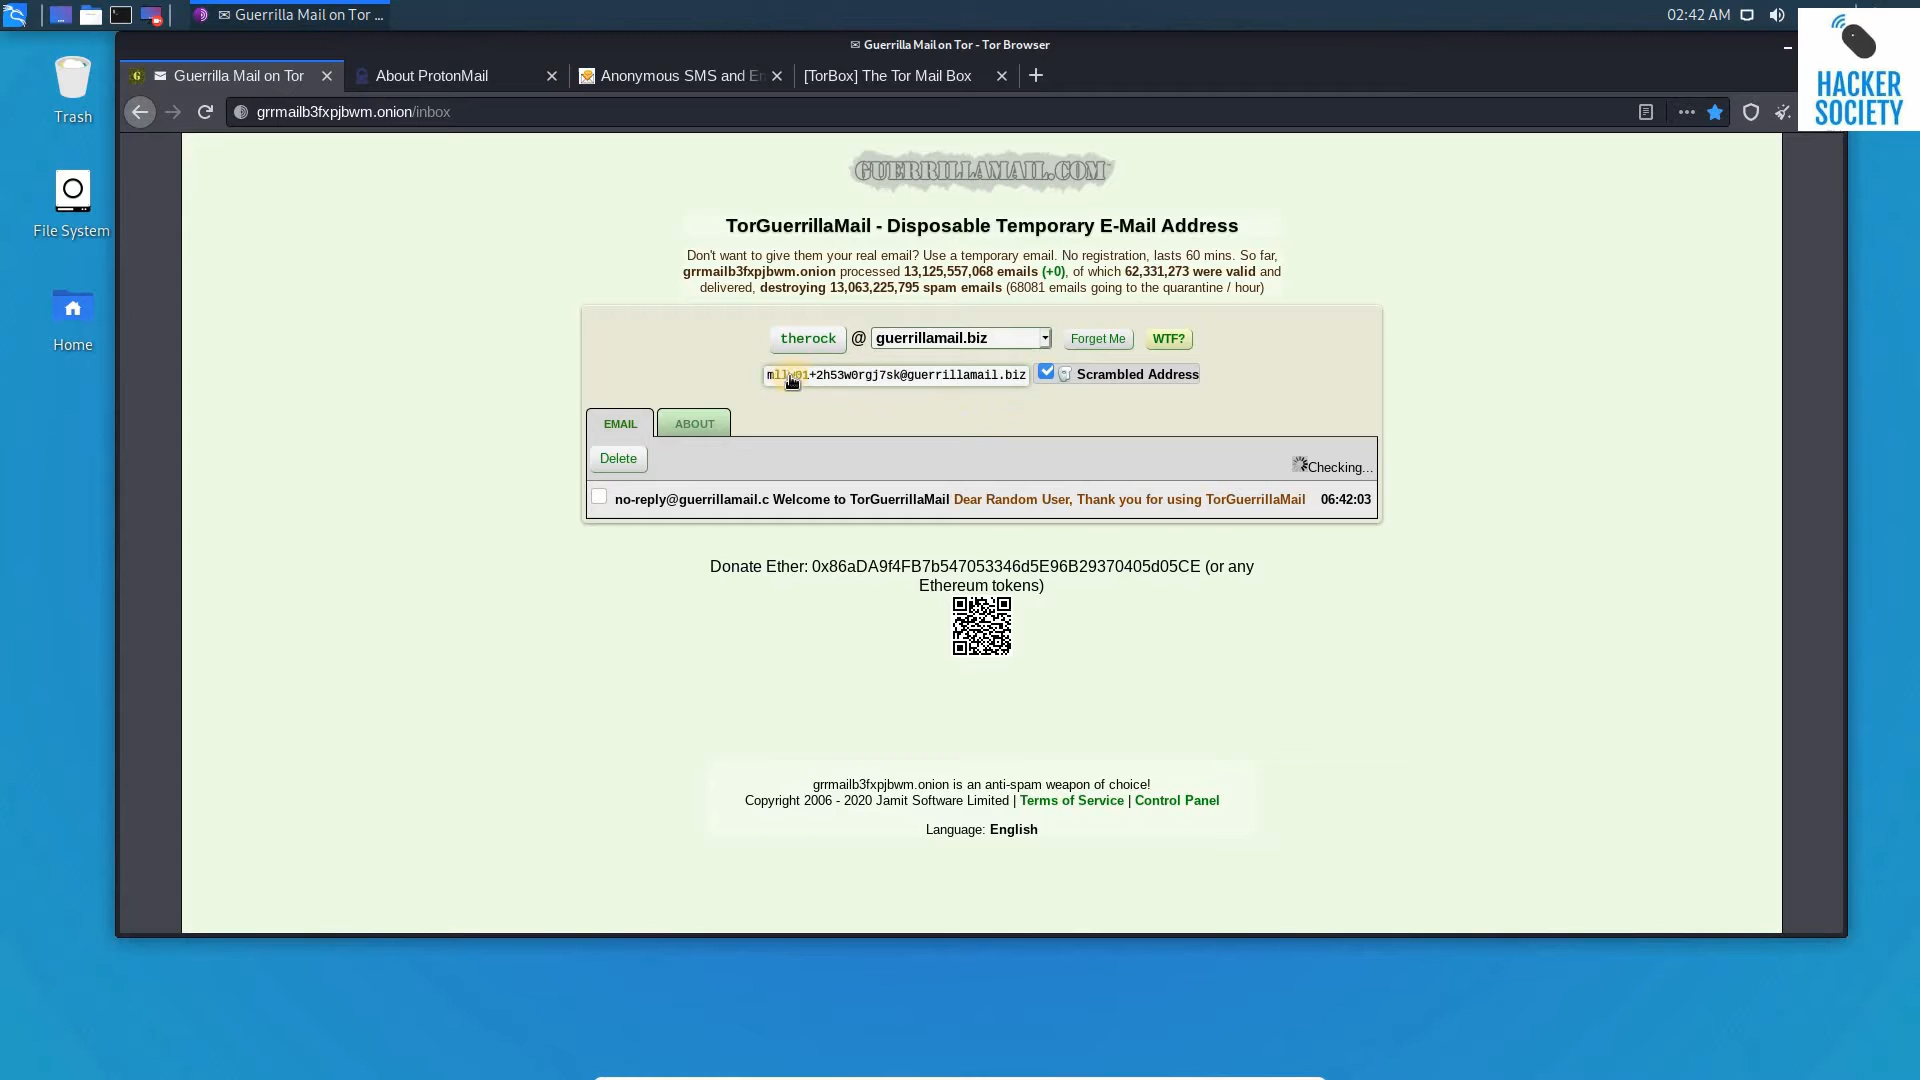 Guerrilla Mail on Tor ...
02:42 AM
HACKER
SOCIETY
Guerrilla Mail on Tor - Tor Browser
Guerrilla Mail on Tor
About ProtonMail
Anonymous SMS and Em
[TorBox] The Tor Mail Box
grrmailb3fxpjbwm.onion/inbox
Trash
File System
Home
GUERRILLAMAIL.COM
TorGuerrillaMail - Disposable Temporary E-Mail Address
Don't want to give them your real email? Use a temporary email. No registration, lasts 60 mins. So far,
grrmailb3fxpjbwm.onion processed 13,125,557,068 emails (+0), of which 62,331,273 were valid and
delivered, destroying 13,063,225,795 spam emails (68081 emails going to the quarantine / hour)
therock @ guerrillamail.biz Forget Me WTF?
+2h53w0rgj7sk@guerrillamail.biz Scrambled Address
EMAIL ABOUT
Delete
Checking...
no-reply@guerrillamail.c Welcome to TorGuerrillaMail Dear Random User, Thank you for using TorGuerrillaMail 06:42:03
Donate Ether: 0x86aDA9f4FB7b547053346d5E96B29370405d05CE (or any
Ethereum tokens)
grrmailb3fxpjbwm.onion is an anti-spam weapon of choice!
Copyright 2006 - 2020 Jamit Software Limited | Terms of Service | Control Panel
Language: English